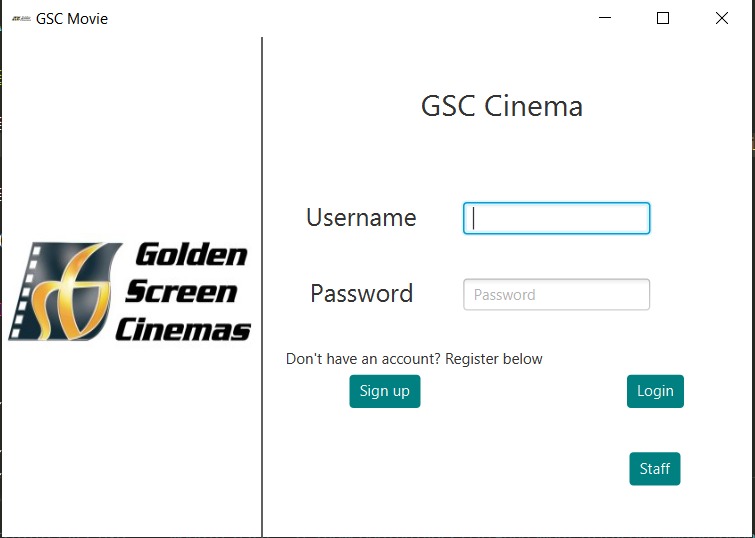 GSC Movie
GSC Cinema
Username
Golden
Screen
Cinemas
Password
Password
Don't have an account? Register below
Sign up
Login
Staff